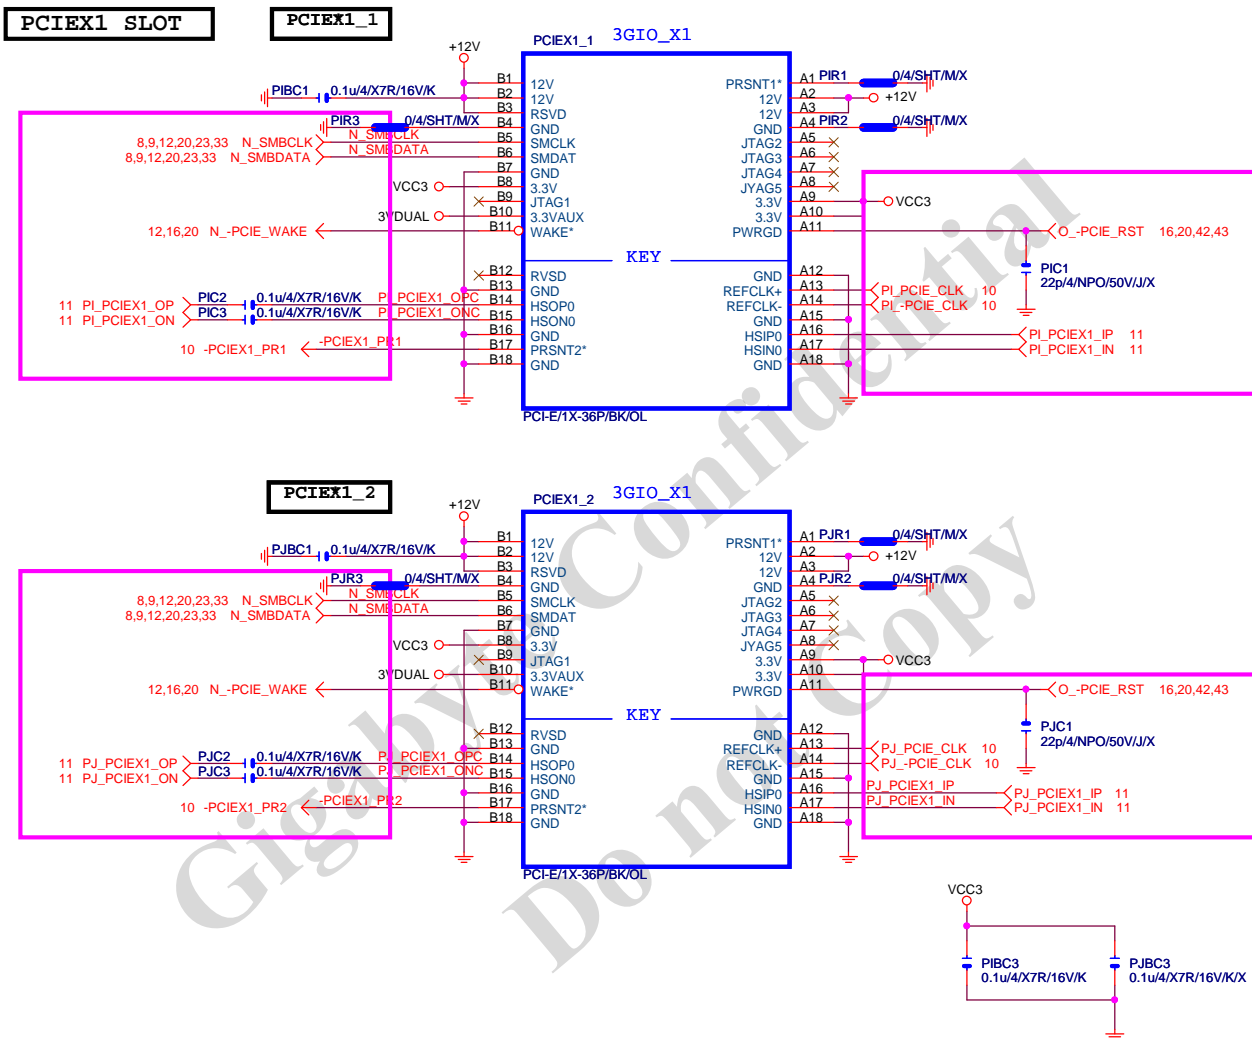 PCIEX1 SLOT
PCIEX1_1
PCIEX1_1 3GIO_X1
+12V
PIBC1 0.1u/4/X7R/16V/K
B1 12V PRSNT1* A1 PIR1 0/4/SHT/M/X
B2 12V 12V A2 +12V
B3 RSVD 12V A3
PIR3 0/4/SHT/M/X B4 GND GND A4 PIR2 0/4/SHT/M/X
8,9,12,20,23,33 N_SMBCLK N_SMBCLK B5 SMCLK JTAG2 A5
8,9,12,20,23,33 N_SMBDATA N_SMBDATA B6 SMDAT JTAG3 A6
B7 GND JTAG4 A7
VCC3 B8 3.3V JYAG5 A8
B9 JTAG1 3.3V A9 VCC3
3VDUAL B10 3.3VAUX 3.3V A10
12,16,20 N_-PCIE_WAKE B11 WAKE* PWRGD A11 O_-PCIE_RST 16,20,42,43
KEY
PIC1
22p/4/NPO/50V/J/X
B12 RVSD GND A12
B13 GND REFCLK+ A13 PI_PCIE_CLK 10
11 PI_PCIEX1_OP PIC2 0.1u/4/X7R/16V/K PI_PCIEX1_OPC B14 HSOP0 REFCLK- A14 PI_-PCIE_CLK 10
11 PI_PCIEX1_ON PIC3 0.1u/4/X7R/16V/K PI_PCIEX1_ONC B15 HSON0 GND A15
B16 GND HSIP0 A16 PI_PCIEX1_IP 11
10 -PCIEX1_PR1 -PCIEX1_PR1 B17 PRSNT2* HSIN0 A17 PI_PCIEX1_IN 11
B18 GND GND A18
PCI-E/1X-36P/BK/OL
PCIEX1_2
PCIEX1_2 3GIO_X1
+12V
PJBC1 0.1u/4/X7R/16V/K
B1 12V PRSNT1* A1 PJR1 0/4/SHT/M/X
B2 12V 12V A2 +12V
B3 RSVD 12V A3
PJR3 0/4/SHT/M/X B4 GND GND A4 PJR2 0/4/SHT/M/X
8,9,12,20,23,33 N_SMBCLK N_SMBCLK B5 SMCLK JTAG2 A5
8,9,12,20,23,33 N_SMBDATA N_SMBDATA B6 SMDAT JTAG3 A6
B7 GND JTAG4 A7
VCC3 B8 3.3V JYAG5 A8
B9 JTAG1 3.3V A9 VCC3
3VDUAL B10 3.3VAUX 3.3V A10
12,16,20 N_-PCIE_WAKE B11 WAKE* PWRGD A11 O_-PCIE_RST 16,20,42,43
KEY
PJC1
22p/4/NPO/50V/J/X
B12 RVSD GND A12
B13 GND REFCLK+ A13 PJ_PCIE_CLK 10
11 PJ_PCIEX1_OP PJC2 0.1u/4/X7R/16V/K PJ_PCIEX1_OPC B14 HSOP0 REFCLK- A14 PJ_-PCIE_CLK 10
11 PJ_PCIEX1_ON PJC3 0.1u/4/X7R/16V/K PJ_PCIEX1_ONC B15 HSON0 GND A15
B16 GND HSIP0 A16 PJ_PCIEX1_IP PJ_PCIEX1_IP 11
10 -PCIEX1_PR2 -PCIEX1_PR2 B17 PRSNT2* HSIN0 A17 PJ_PCIEX1_IN PJ_PCIEX1_IN 11
B18 GND GND A18
PCI-E/1X-36P/BK/OL
VCC3
PIBC3 PJBC3
0.1u/4/X7R/16V/K 0.1u/4/X7R/16V/K/X
Gigabyte Confidential
Do not Copy